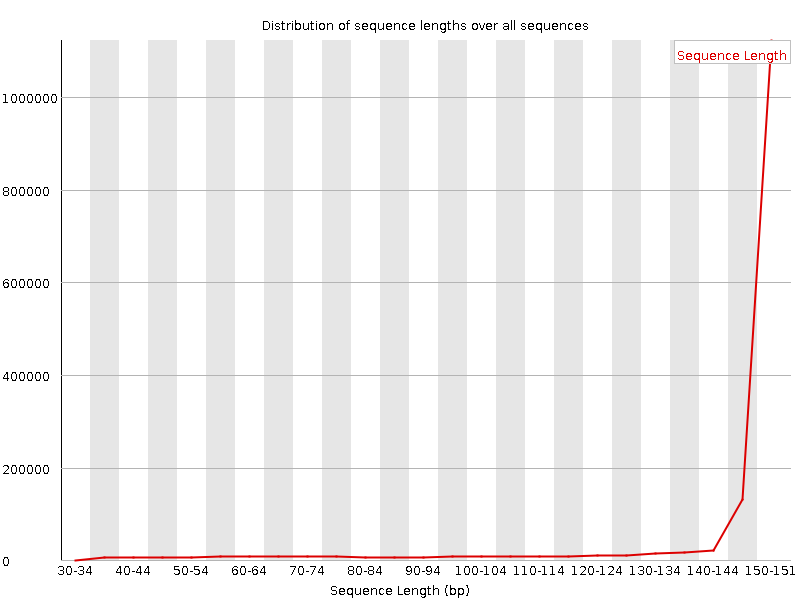 Distribution of sequence lengths over all sequences
Sequence Length
1000000
800000
600000
400000
200000
0
30-34 40-44 50-54 60-64 70-74 80-84 90-94 100-104 110-114 120-124 130-134 140-144 150-151
Sequence Length (bp)